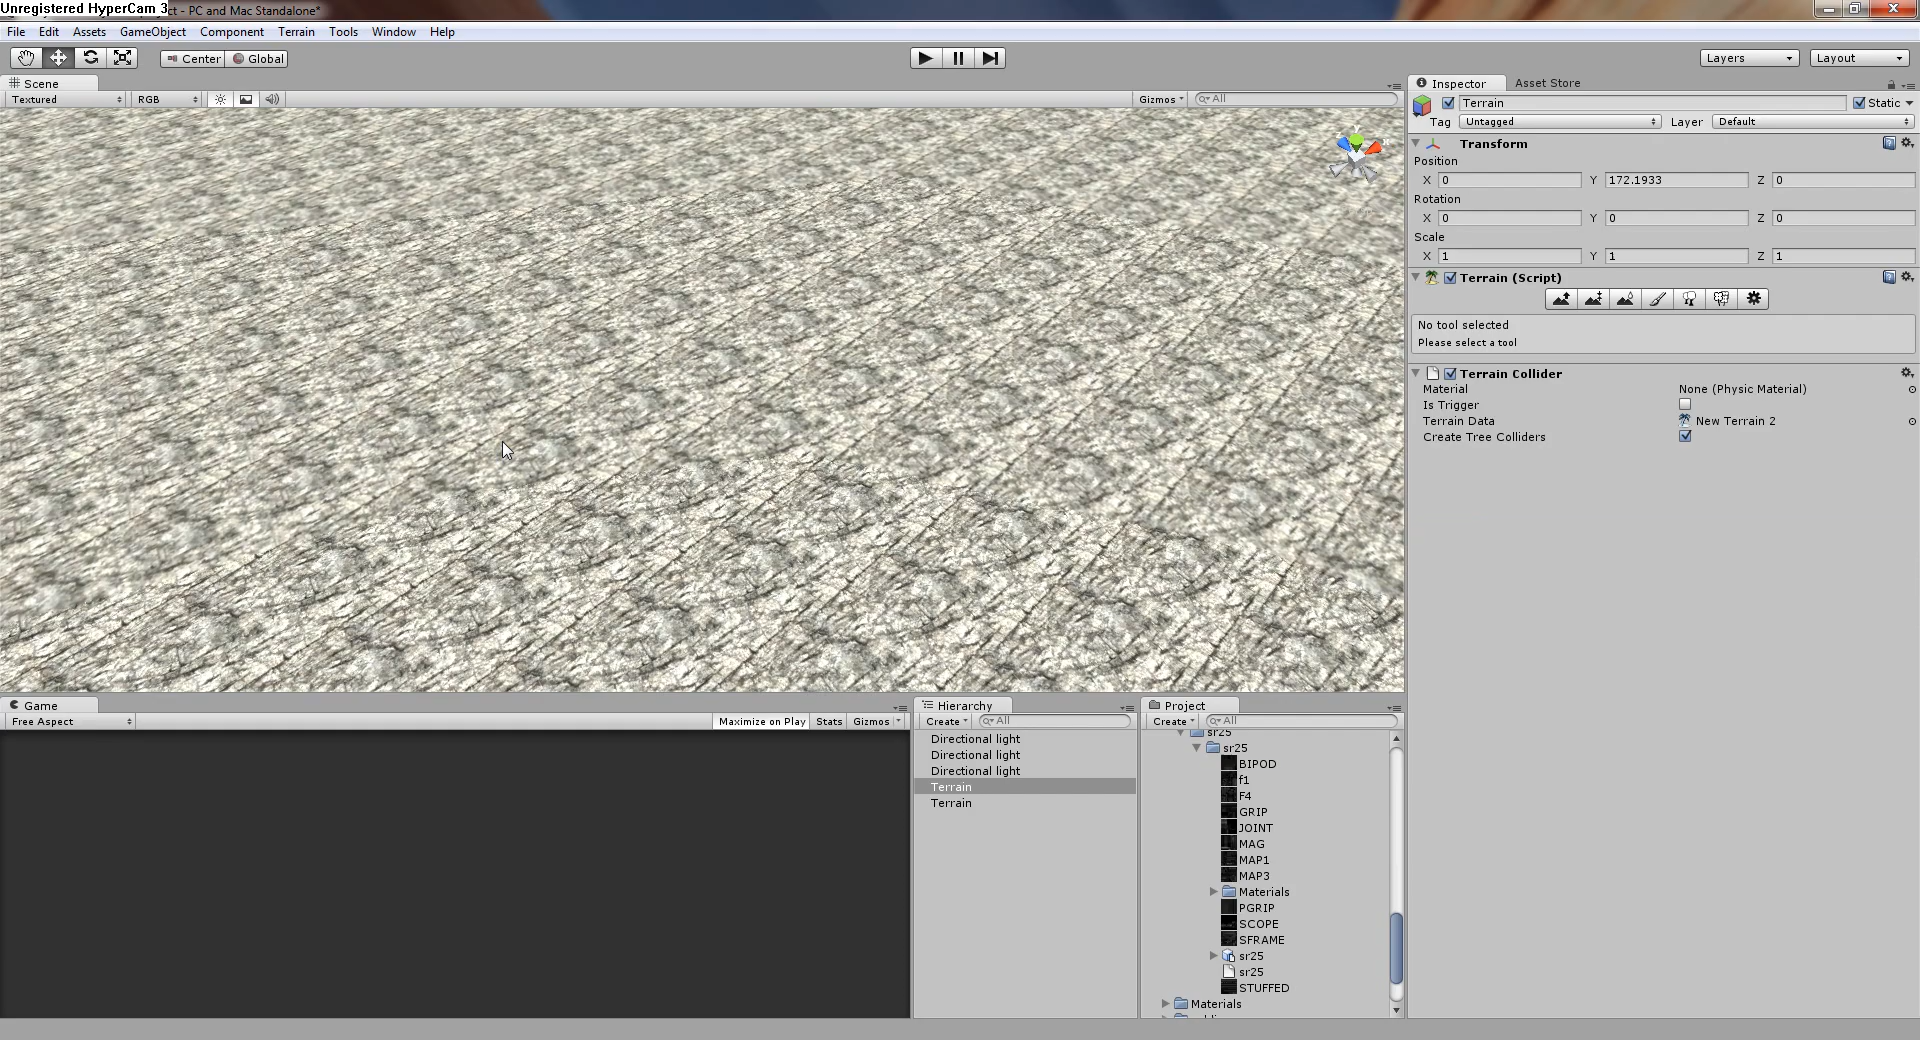 Unregistered HyperCam 3
ect - PC and Mac Standalone*
File Edit Assets GameObject Component Terrain Tools Window Help
Center Global
Layers Layout
Scene
Textured RGB
Gizmos All
Inspector Asset Store
Terrain Static
Tag Untagged Layer Default
Transform
Position
X 0 Y 172.1933 Z 0
Rotation
X 0 Y 0 Z 0
Scale
X 1 Y 1 Z 1
Terrain (Script)
No tool selected
Please select a tool
Terrain Collider
Material None (Physic Material)
Is Trigger
Terrain Data New Terrain 2
Create Tree Colliders
Game
Free Aspect Maximize on Play Stats Gizmos
Hierarchy
Create All
Directional light
Directional light
Directional light
Terrain
Terrain
Project
Create All
sr25
sr25
BIPOD
f1
F4
GRIP
JOINT
MAG
MAP1
MAP3
Materials
PGRIP
SCOPE
SFRAME
sr25
sr25
STUFFED
Materials